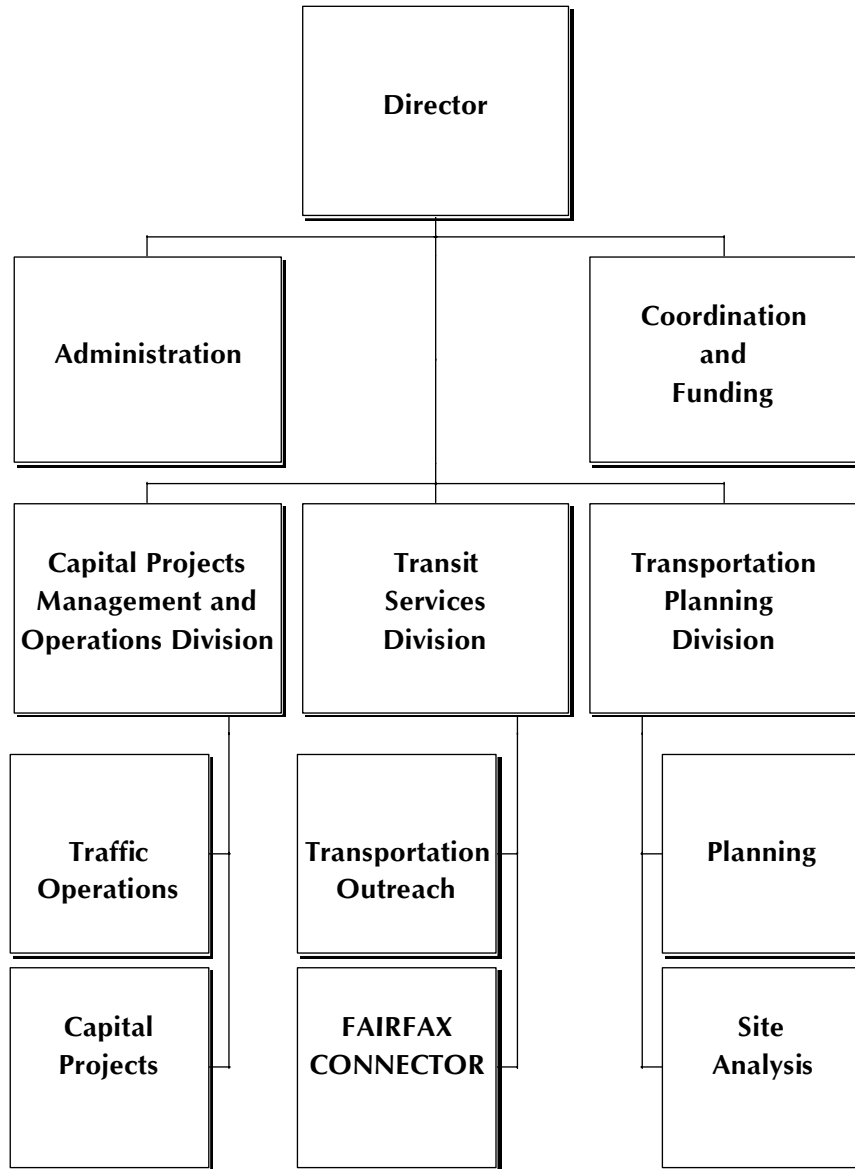 Director
Administration
Coordination
and
Funding
Capital Projects
Management and
Operations Division
Transit
Services
Division
Transportation
Planning
Division
Traffic
Operations
Transportation
Outreach
Planning
Capital
Projects
FAIRFAX
CONNECTOR
Site
Analysis